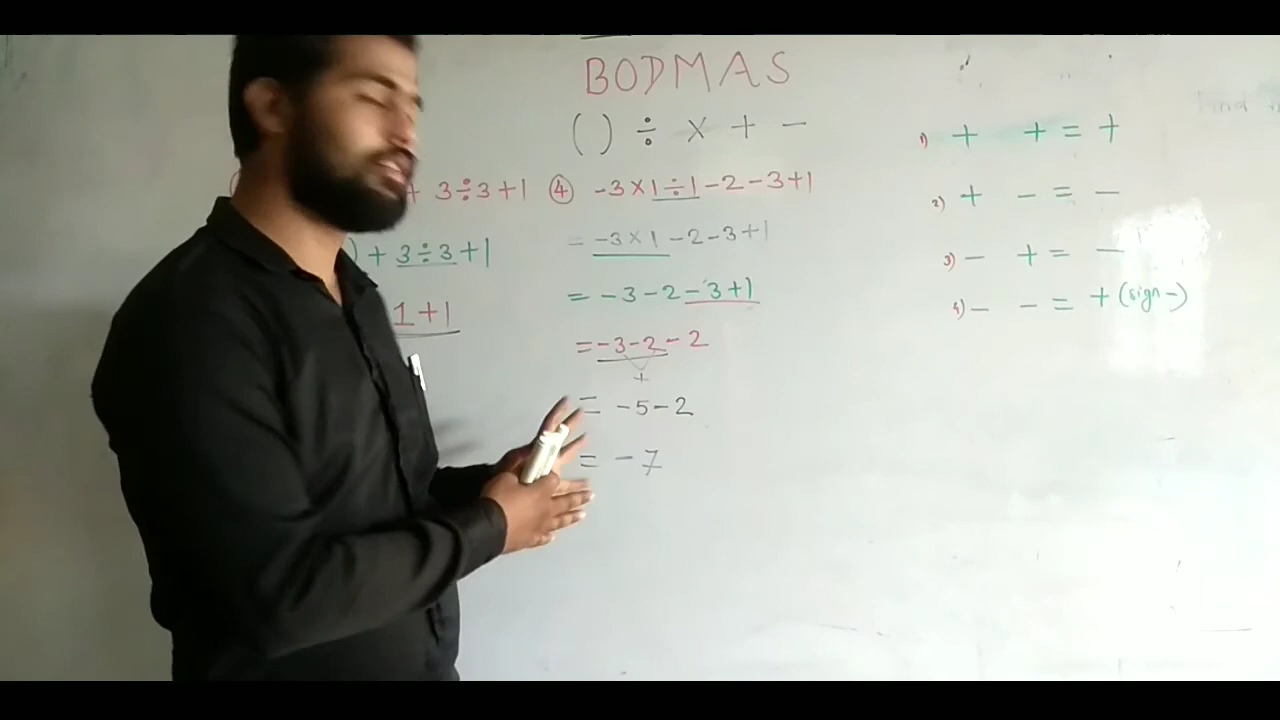 BODMAS
( ) ÷ × + -
+ 3÷3+1
) + 3÷3+1
1+1
④ -3×1÷1-2-3+1
= -3×1-2-3+1
= -3-2-3+1
= -3-2-2
+
= -5-2
= -7
1) + + = +
2) + - = -
3) - + = -
4) - - = + (sign -)